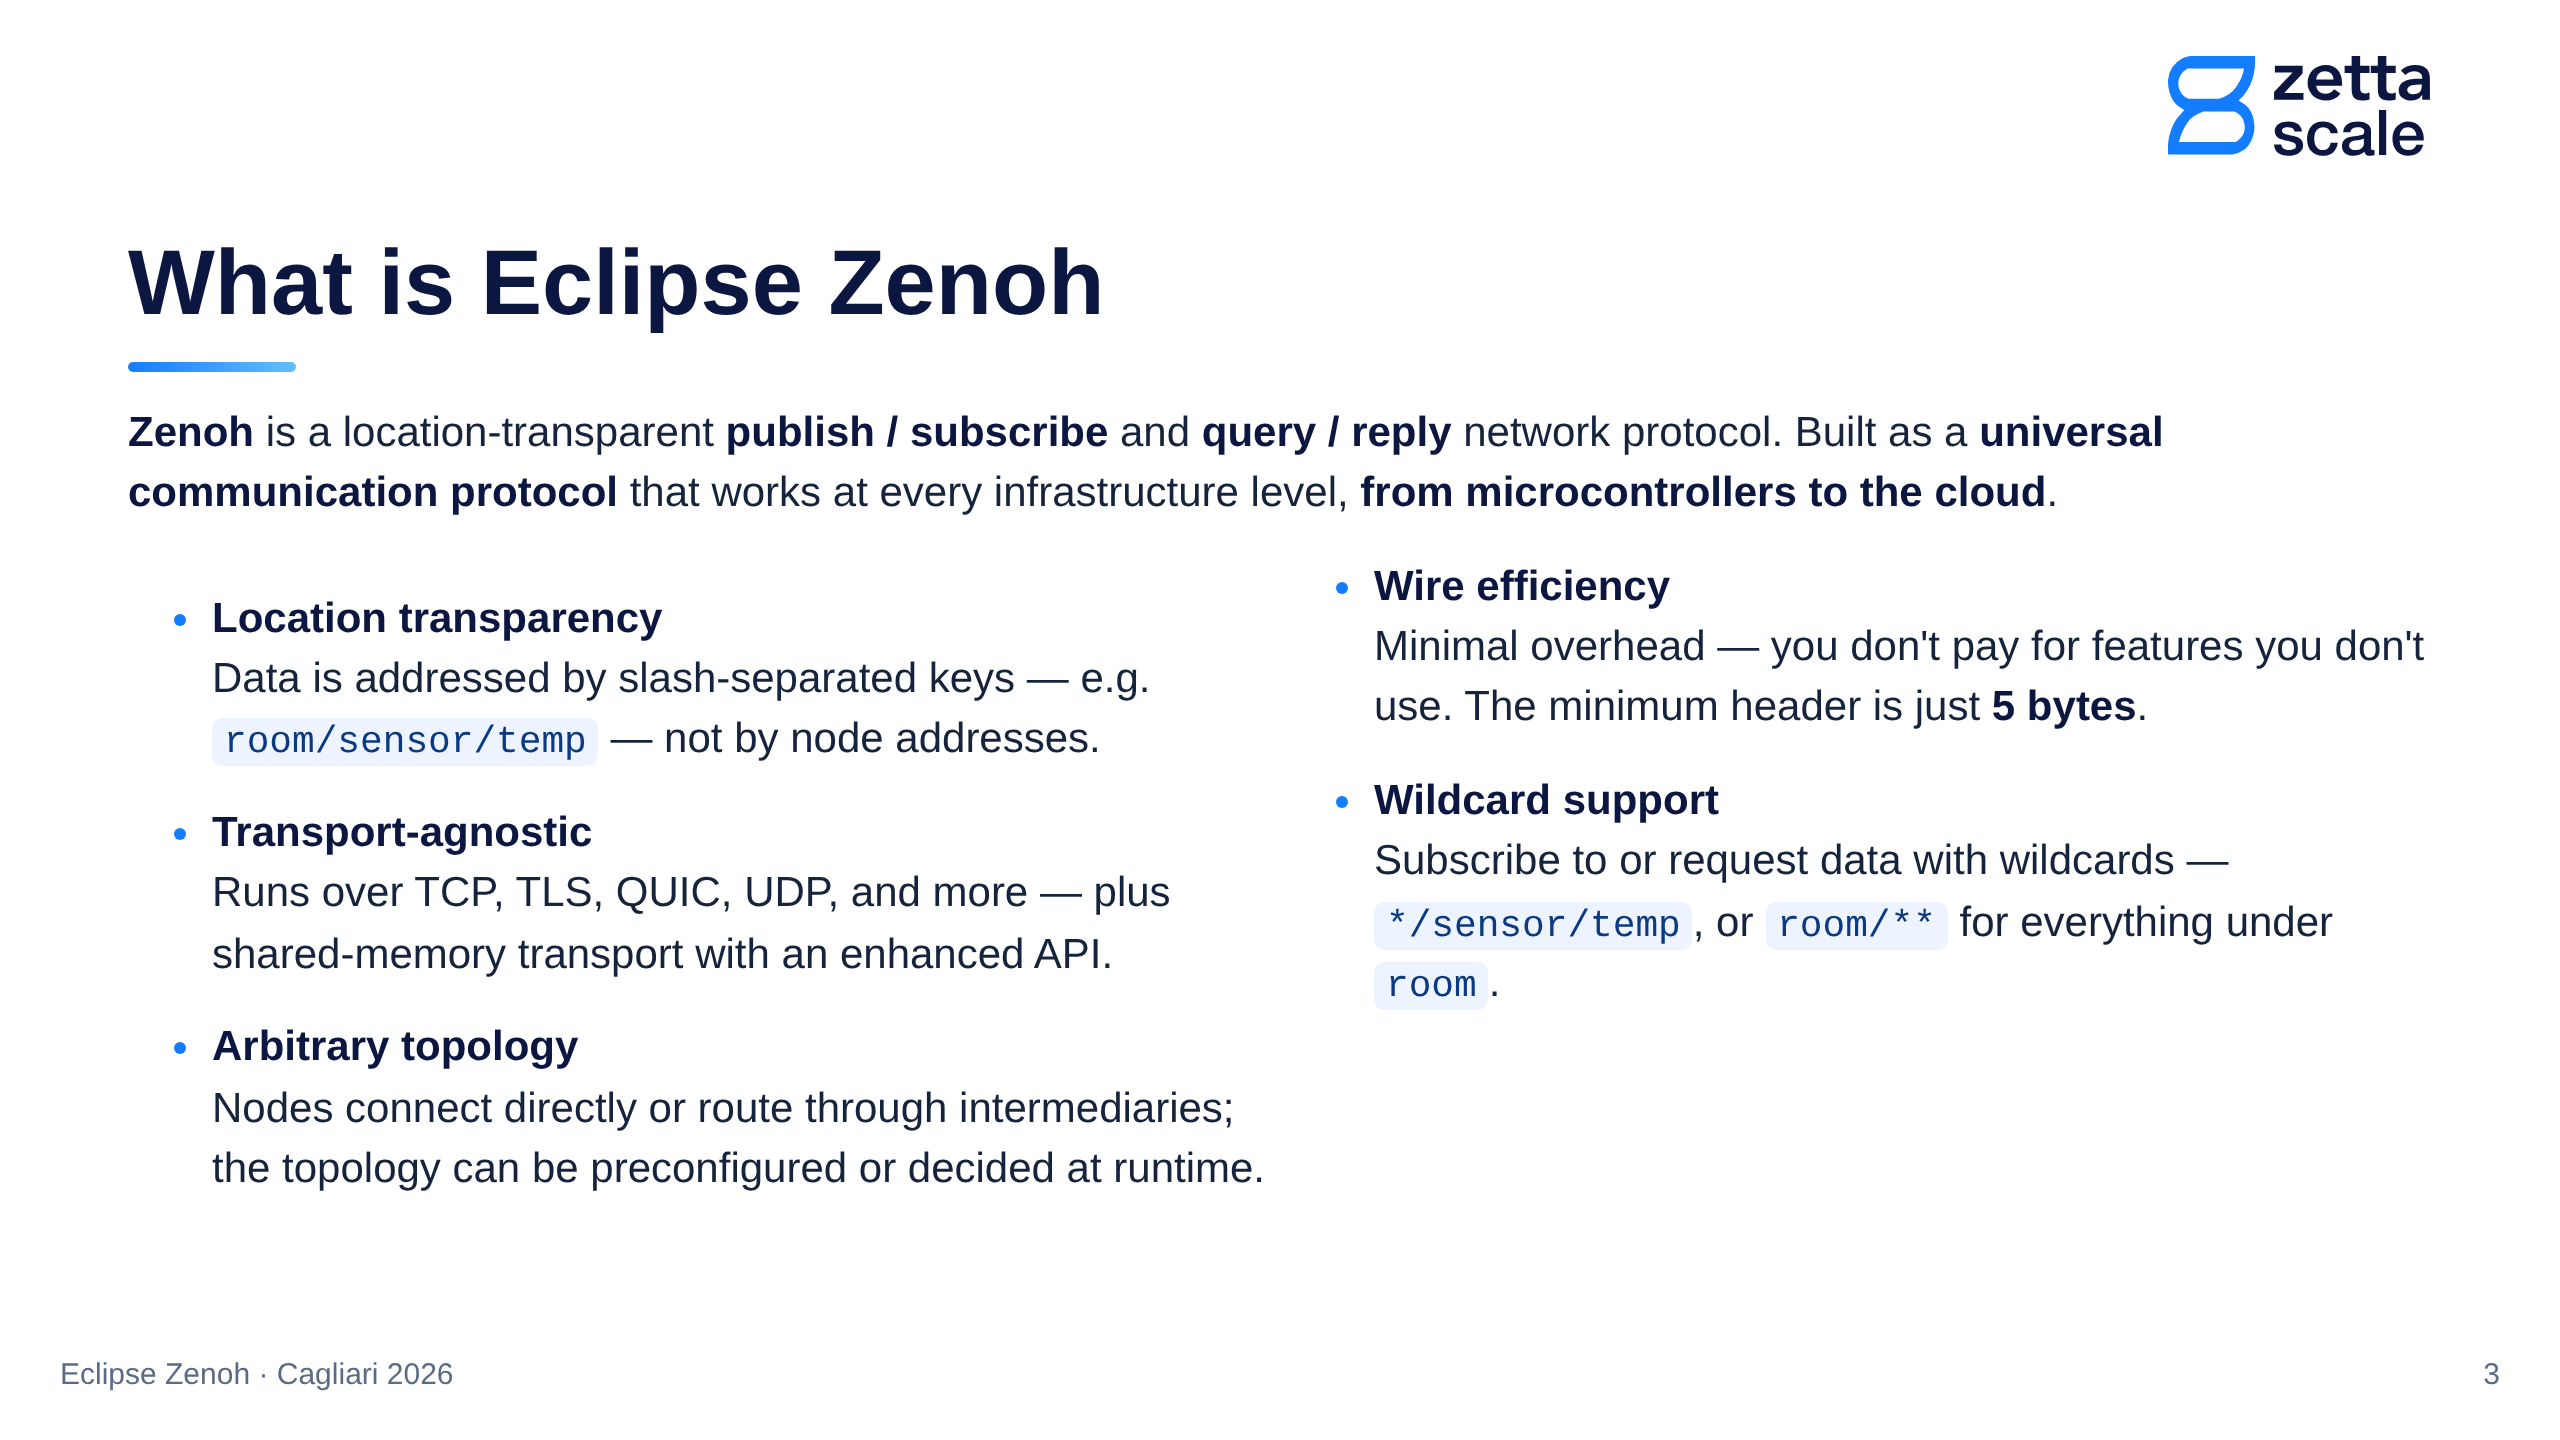 zetta
scale
What is Eclipse Zenoh
Zenoh is a location-transparent publish / subscribe and query / reply network protocol. Built as a universal
communication protocol that works at every infrastructure level, from microcontrollers to the cloud.
• Location transparency
Data is addressed by slash-separated keys — e.g.
room/sensor/temp — not by node addresses.
• Transport-agnostic
Runs over TCP, TLS, QUIC, UDP, and more — plus
shared-memory transport with an enhanced API.
• Arbitrary topology
Nodes connect directly or route through intermediaries;
the topology can be preconfigured or decided at runtime.
• Wire efficiency
Minimal overhead — you don't pay for features you don't
use. The minimum header is just 5 bytes.
• Wildcard support
Subscribe to or request data with wildcards —
*/sensor/temp, or room/** for everything under
room.
Eclipse Zenoh · Cagliari 2026
3